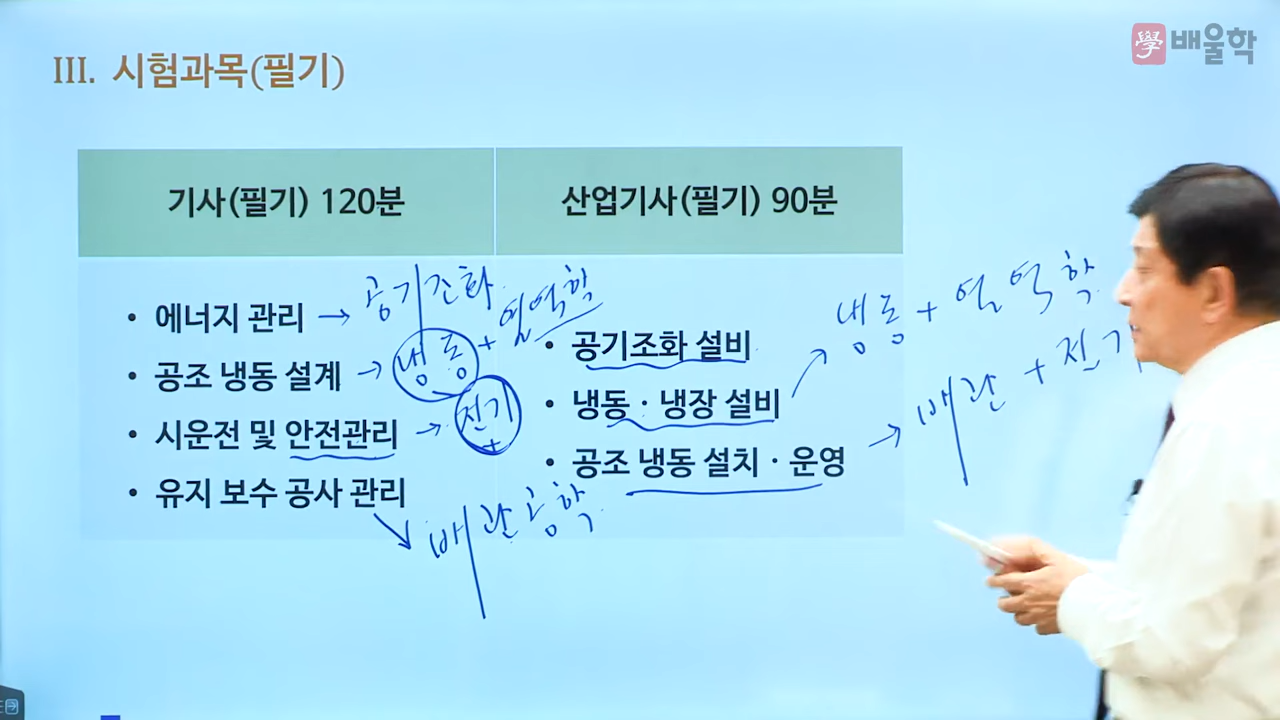 III. 시험과목(필기)
學 배울학
기사(필기) 120분
산업기사(필기) 90분
• 에너지 관리 → 공기조화
• 공조 냉동 설계 → 냉동 + 열역학
• 시운전 및 안전관리 → 전기 +
• 유지 보수 공사 관리
배관공학
• 공기조화 설비
• 냉동 · 냉장 설비
냉동 + 열역학
• 공조 냉동 설치 · 운영 → 배관 + 전기